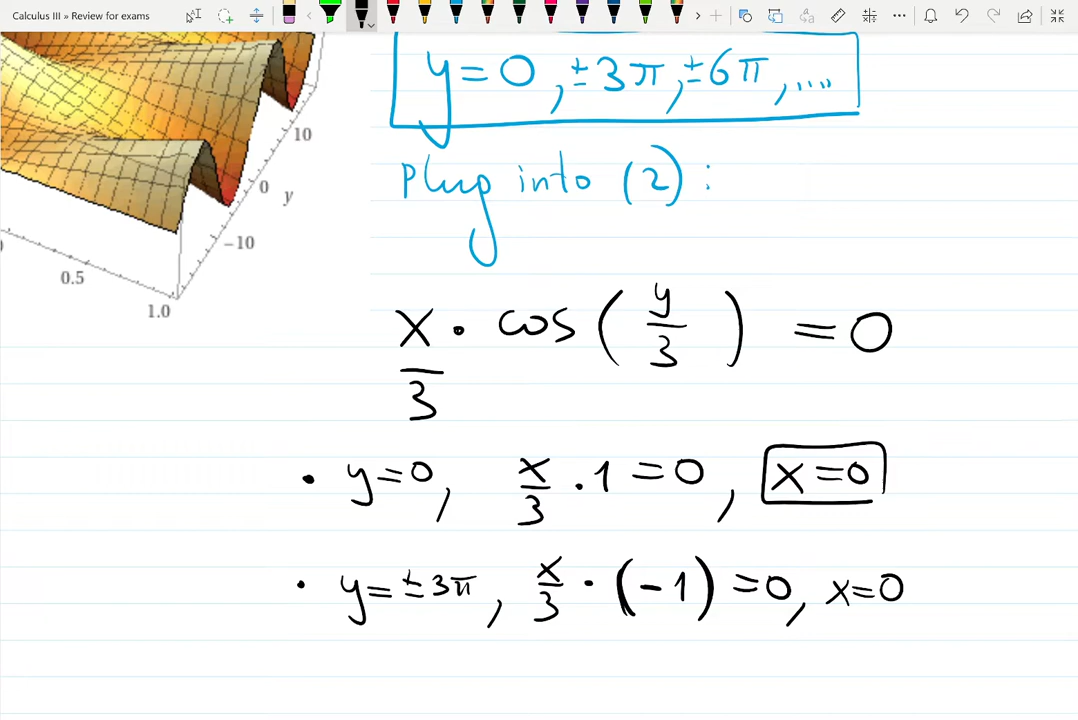 Calculus III » Review for exams
y = 0, ±3π, ±6π, ....
plug into (2):
x/3 · cos(y/3) = 0
• y=0, x/3 · 1 = 0, x=0
• y=±3π, x/3 · (-1) = 0, x=0
10
0 y
-10
0.5
1.0